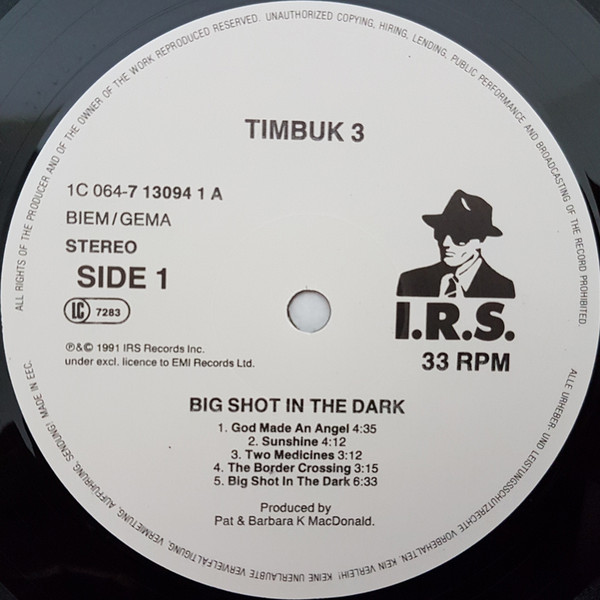 ALL RIGHTS OF THE PRODUCER AND OF THE OWNER OF THE WORK REPRODUCED RESERVED. UNAUTHORIZED COPYING, HIRING, LENDING, PUBLIC PERFORMANCE AND BROADCASTING OF THE RECORD PROHIBITED.
TIMBUK 3
1C 064-7 13094 1 A
BIEM/GEMA
STEREO
SIDE 1
LC 7283
℗&© 1991 IRS Records Inc.
under excl. licence to EMI Records Ltd.
I.R.S.
33 RPM
BIG SHOT IN THE DARK
1. God Made An Angel 4:35
2. Sunshine 4:12
3. Two Medicines 3:12
4. The Border Crossing 3:15
5. Big Shot In The Dark 6:33
Produced by
Pat & Barbara K MacDonald.
ALLE URHEBER- UND LEISTUNGSSCHUTZRECHTE VORBEHALTEN. KEIN VERLEIH! KEINE UNERLAUBTE VERVIELFÄLTIGUNG, VERMIETUNG, AUFFÜHRUNG, SENDUNG! MADE IN EEC.